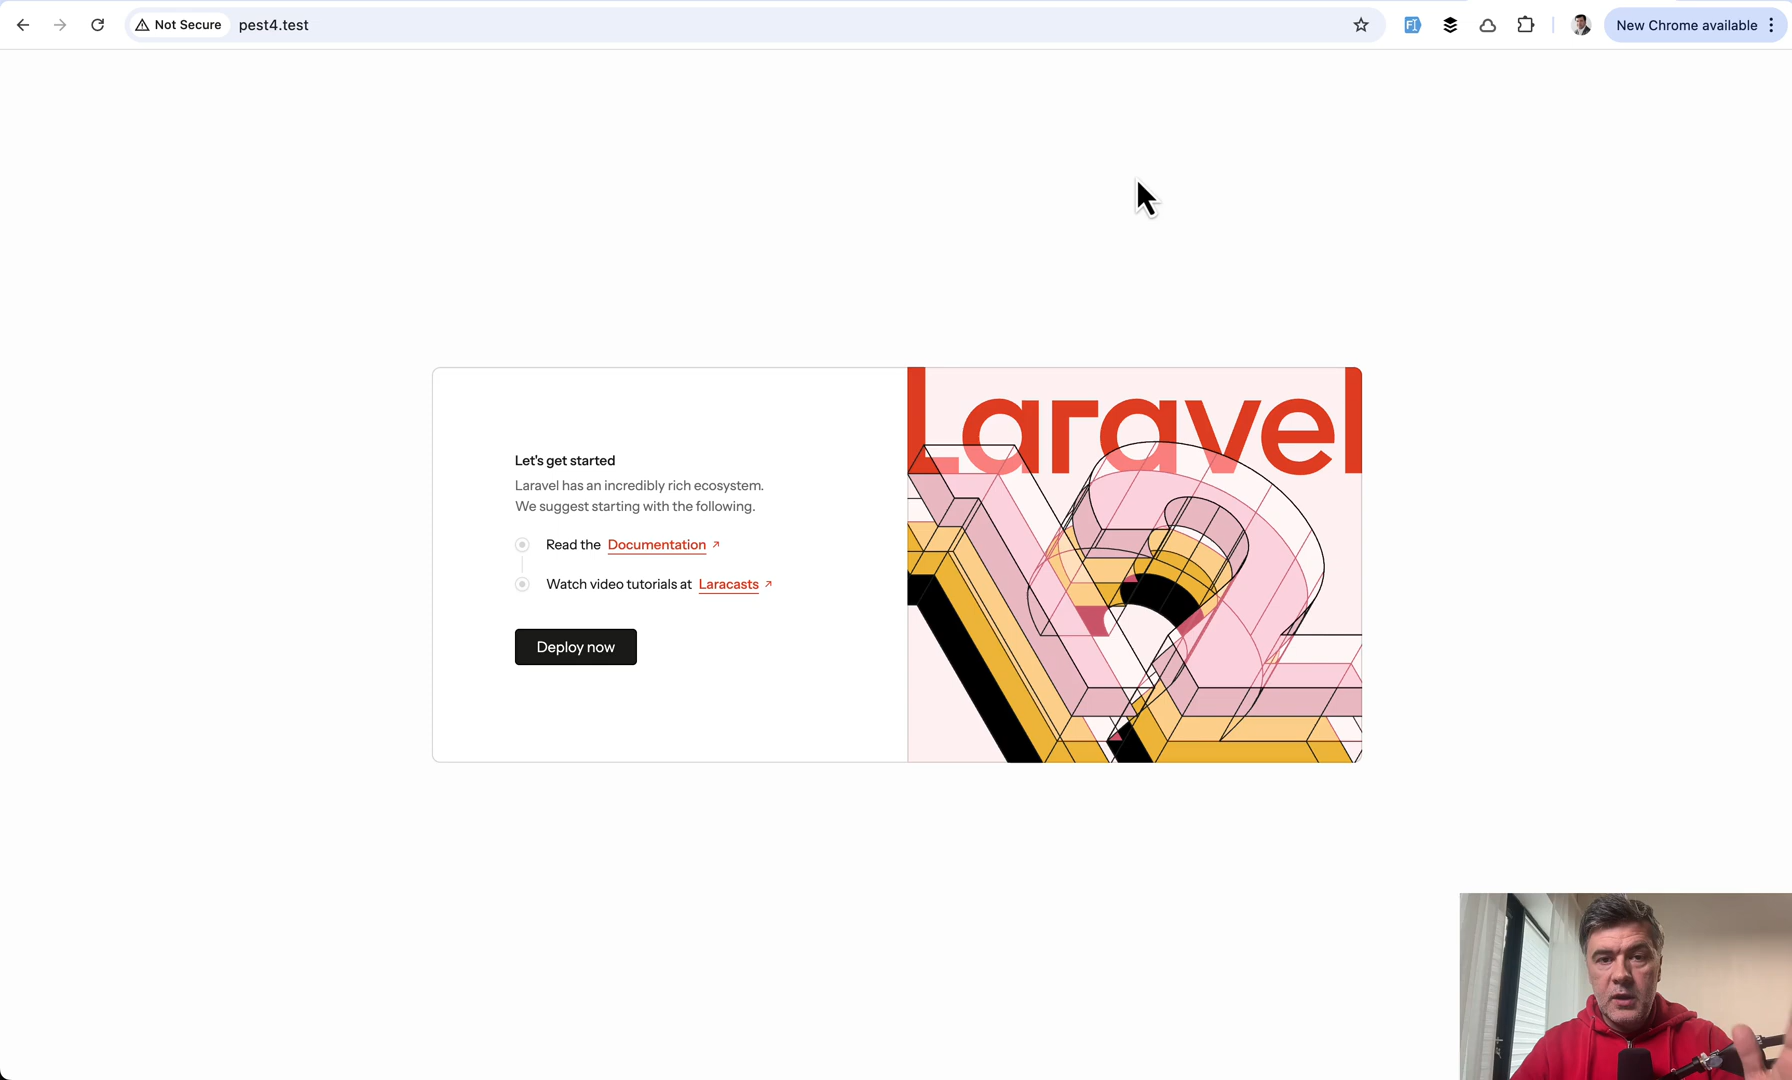 Not Secure
pest4.test
New Chrome available
Laravel
Let's get started
Laravel has an incredibly rich ecosystem.
We suggest starting with the following.
Read the Documentation
Watch video tutorials at Laracasts
Deploy now